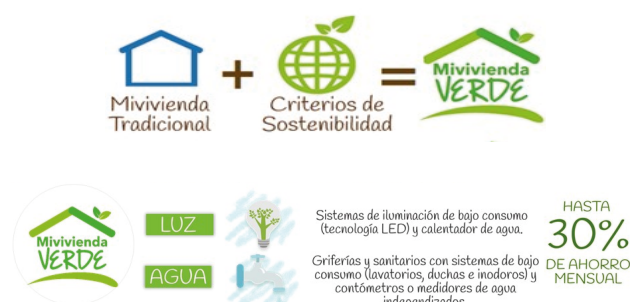 Mivivienda
Tradicional
+
Criterios de
Sostenibilidad
=
Mivivienda
VERDE
Mivivienda
VERDE
LUZ
Sistemas de iluminación de bajo consumo
(tecnología LED) y calentador de agua.
AGUA
Griferías y sanitarios con sistemas de bajo
consumo (lavatorios, duchas e inodoros) y
contómetros o medidores de agua
HASTA
30%
DE AHORRO
MENSUAL